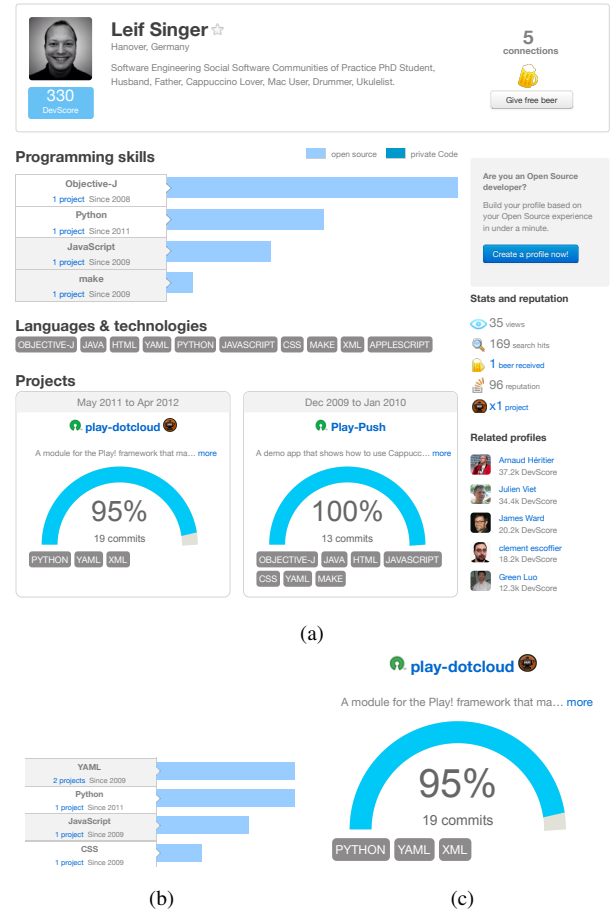 Leif Singer
Hanover, Germany
Software Engineering Social Software Communities of Practice PhD Student,
Husband, Father, Cappuccino Lover, Mac User, Drummer, Ukulelist.
330
DevScore
5
connections
Give free beer
Programming skills
open source
private Code
Objective-J
1 project Since 2008
Python
1 project Since 2011
JavaScript
1 project Since 2009
make
1 project Since 2009
Languages & technologies
OBJECTIVE-J JAVA HTML YAML PYTHON JAVASCRIPT CSS MAKE XML APPLESCRIPT
Projects
May 2011 to Apr 2012
play-dotcloud
A module for the Play! framework that ma... more
95%
19 commits
PYTHON YAML XML
Dec 2009 to Jan 2010
Play-Push
A demo app that shows how to use Cappucc... more
100%
13 commits
OBJECTIVE-J JAVA HTML JAVASCRIPT
CSS YAML MAKE
Are you an Open Source
developer?
Build your profile based on
your Open Source experience
in under a minute.
Create a profile now!
Stats and reputation
35 views
169 search hits
1 beer received
96 reputation
x1 project
Related profiles
Arnaud Héritier
37.2k DevScore
Julien Viet
34.4k DevScore
James Ward
20.2k DevScore
clement escoffier
18.2k DevScore
Green Luo
12.3k DevScore
(a)
YAML
2 projects Since 2009
Python
1 project Since 2011
JavaScript
1 project Since 2009
CSS
1 project Since 2009
(b)
play-dotcloud
A module for the Play! framework that ma... more
95%
19 commits
PYTHON YAML XML
(c)